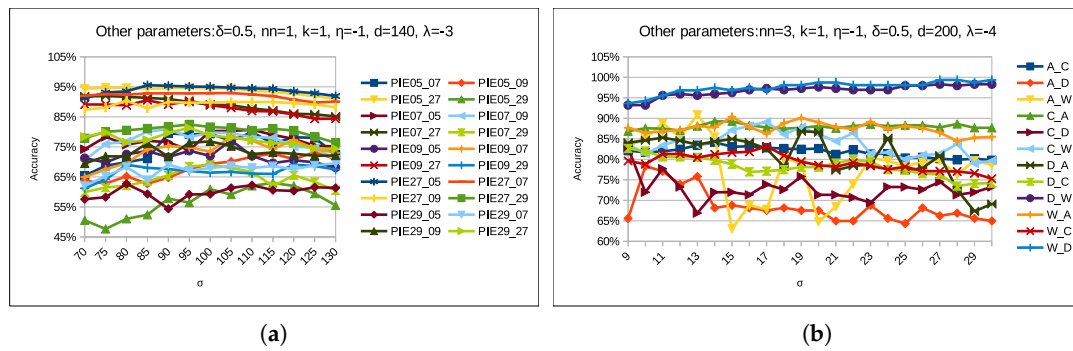 Other parameters:δ=0.5, nn=1, k=1, η=-1, d=140, λ=-3
105%
95%
85%
75%
65%
55%
45%
Accuracy
70
75
80
85
90
95
100
105
110
115
120
125
130
σ
PIE05_07
PIE05_09
PIE05_27
PIE05_29
PIE07_05
PIE07_09
PIE07_27
PIE07_29
PIE09_05
PIE09_07
PIE09_27
PIE09_29
PIE27_05
PIE27_07
PIE27_09
PIE27_29
PIE29_05
PIE29_07
PIE29_09
PIE29_27
(a)
Other parameters:nn=3, k=1, η=-1, δ=0.5, d=200, λ=-4
105%
100%
95%
90%
85%
80%
75%
70%
65%
60%
Accuracy
9
11
13
15
17
19
21
23
25
27
29
σ
A_C
A_D
A_W
C_A
C_D
C_W
D_A
D_C
D_W
W_A
W_C
W_D
(b)